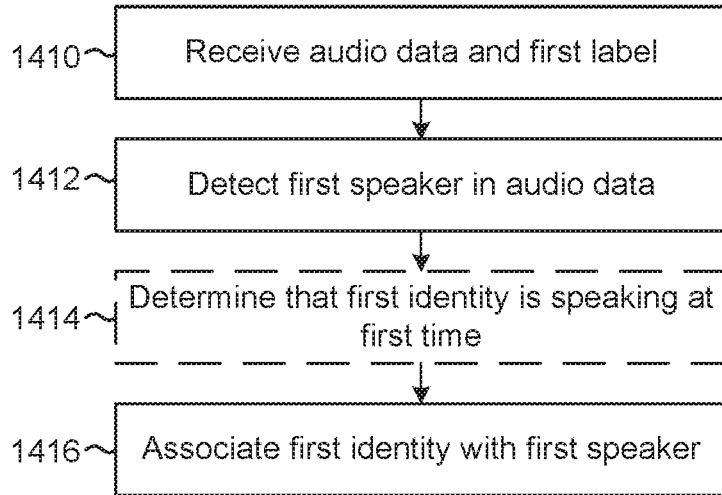 1410 Receive audio data and first label
1412 Detect first speaker in audio data
Determine that first identity is speaking at
1414 first time
1416 Associate first identity with first speaker